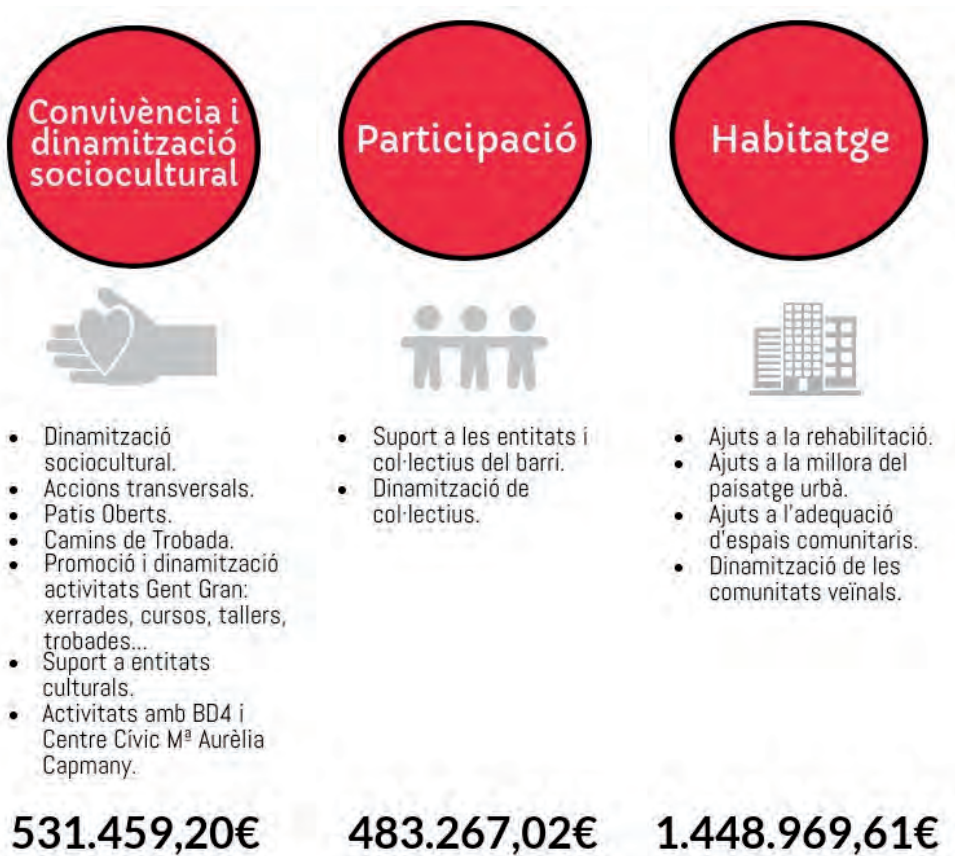 Convivència i
dinamització
sociocultural
• Dinamització
sociocultural.
• Accions transversals.
• Patis Oberts.
• Camins de Trobada.
• Promoció i dinamització
activitats Gent Gran:
xerrades, cursos, tallers,
trobades...
• Suport a entitats
culturals.
• Activitats amb BD4 i
Centre Cívic Mª Aurèlia
Capmany.
531.459,20€
Participació
• Suport a les entitats i
col·lectius del barri.
• Dinamització de
col·lectius.
483.267,02€
Habitatge
• Ajuts a la rehabilitació.
• Ajuts a la millora del
paisatge urbà.
• Ajuts a l'adequació
d'espais comunitaris.
• Dinamització de les
comunitats veïnals.
1.448.969,61€